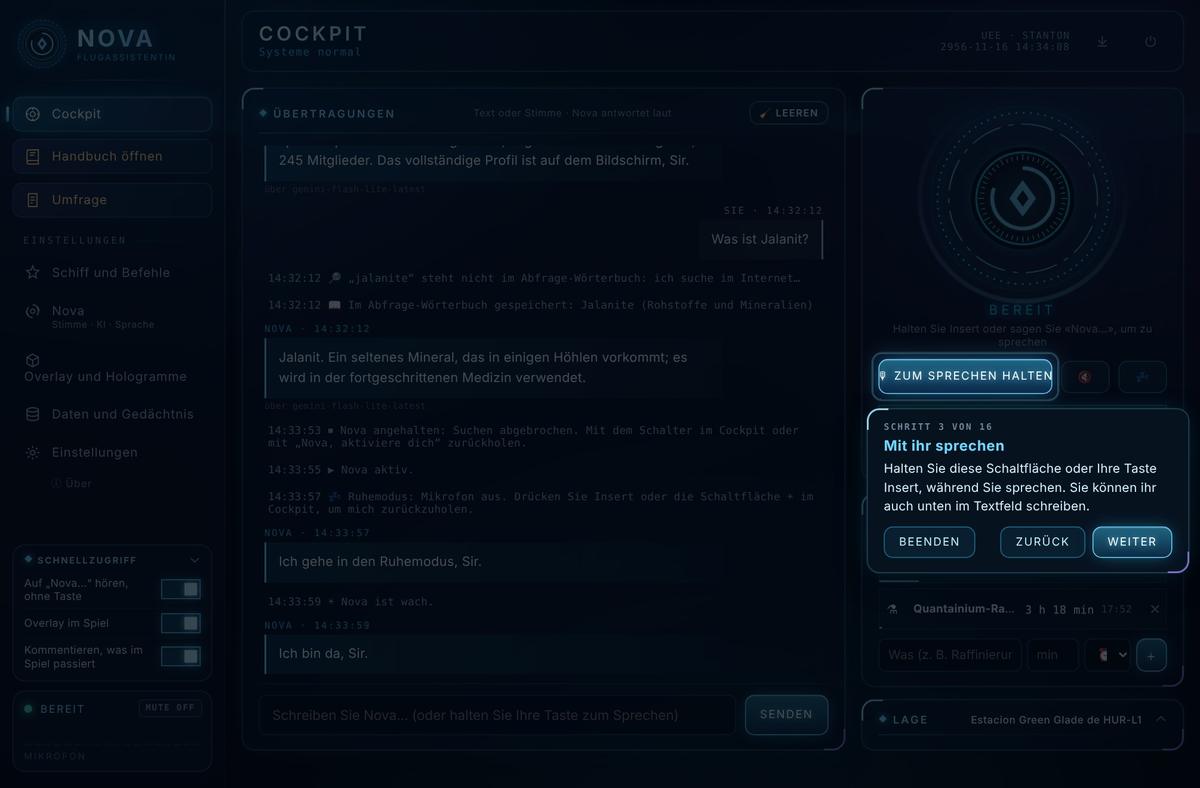 NOVA
FLUGASSISTENTIN
Cockpit
Handbuch öffnen
Umfrage
EINSTELLUNGEN
Schiff und Befehle
Nova
Stimme · KI · Sprache
Overlay und Hologramme
Daten und Gedächtnis
Einstellungen
ⓘ Über
SCHNELLZUGRIFF
Auf „Nova…“ hören,
ohne Taste
Overlay im Spiel
Kommentieren, was im
Spiel passiert
BEREIT
MUTE OFF
MIKROFON
COCKPIT
Systeme normal
UEE · STANTON
2956-11-16 14:34:08
ÜBERTRAGUNGEN
Text oder Stimme · Nova antwortet laut
LEEREN
245 Mitglieder. Das vollständige Profil ist auf dem Bildschirm, Sir.
über gemini-flash-lite-latest
SIE · 14:32:12
Was ist Jalanit?
14:32:12 🔎 „jalanite“ steht nicht im Abfrage-Wörterbuch: ich suche im Internet…
14:32:12 📖 Im Abfrage-Wörterbuch gespeichert: Jalanite (Rohstoffe und Mineralien)
NOVA · 14:32:12
Jalanit. Ein seltenes Mineral, das in einigen Höhlen vorkommt; es
wird in der fortgeschrittenen Medizin verwendet.
über gemini-flash-lite-latest
14:33:53 ⏹ Nova angehalten: Suchen abgebrochen. Mit dem Schalter im Cockpit oder
mit „Nova, aktiviere dich“ zurückholen.
14:33:55 ▶ Nova aktiv.
14:33:57 💤 Ruhemodus: Mikrofon aus. Drücken Sie Insert oder die Schaltfläche ☀ im
Cockpit, um mich zurückzuholen.
NOVA · 14:33:57
Ich gehe in den Ruhemodus, Sir.
14:33:59 ☀ Nova ist wach.
NOVA · 14:33:59
Ich bin da, Sir.
Schreiben Sie Nova... (oder halten Sie Ihre Taste zum Sprechen)
SENDEN
BEREIT
Halten Sie Insert oder sagen Sie «Nova…», um zu
sprechen
ZUM SPRECHEN HALTEN
SCHRITT 3 VON 16
Mit ihr sprechen
Halten Sie diese Schaltfläche oder Ihre Taste
Insert, während Sie sprechen. Sie können ihr
auch unten im Textfeld schreiben.
BEENDEN
ZURÜCK
WEITER
Quantainium-Ra… 3 h 18 min 17:52 ✕
Was (z. B. Raffinierur
min
+
LAGE
Estacion Green Glade de HUR-L1